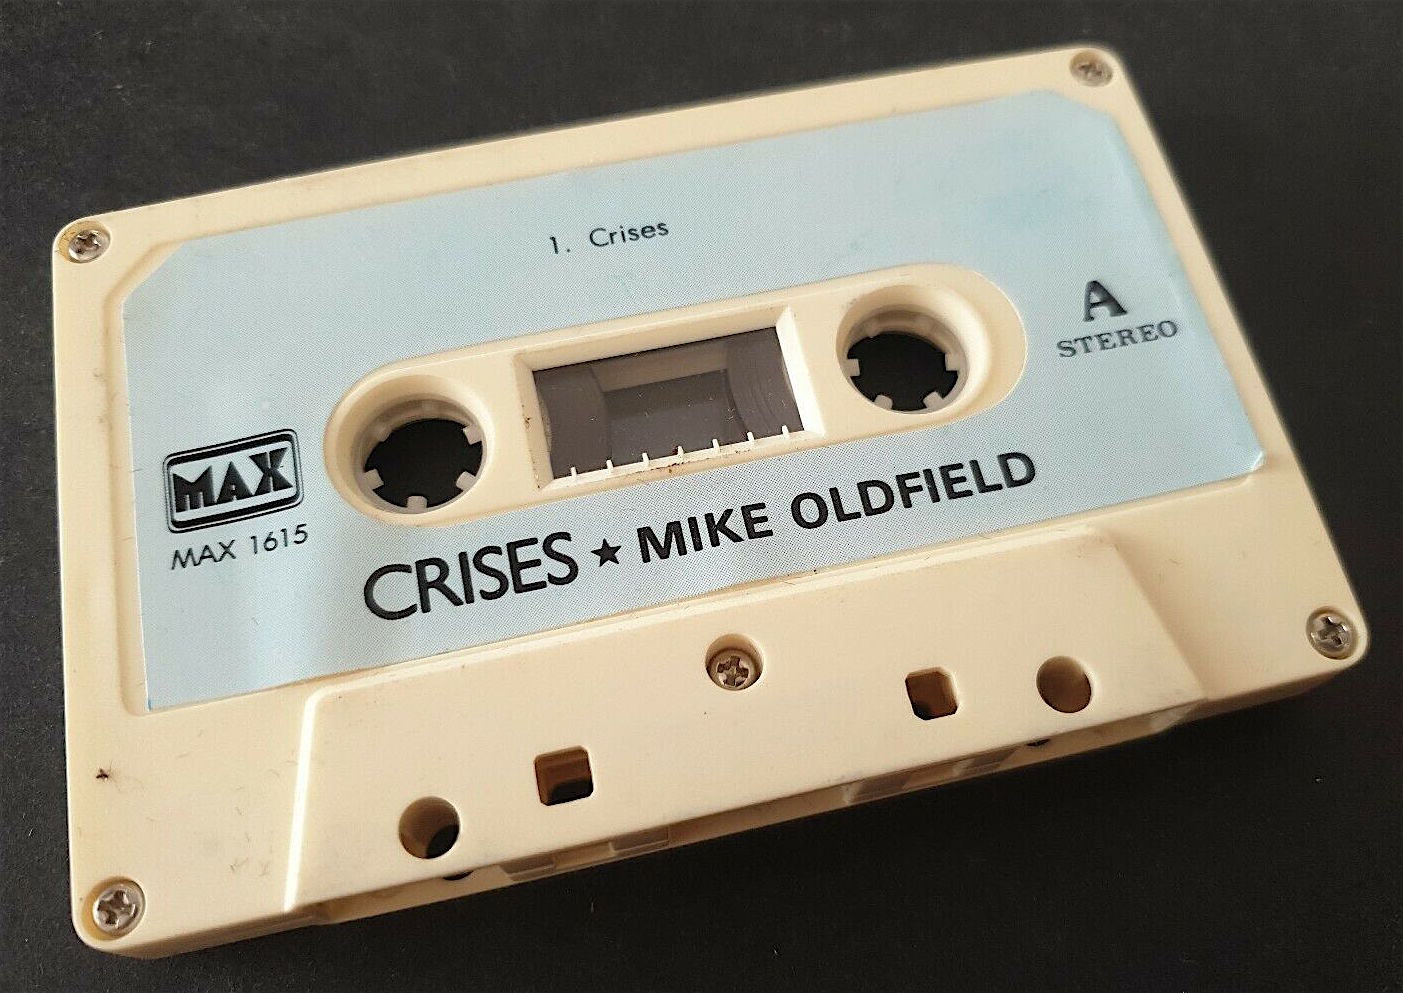 1. Crises
A
STEREO
MAX
MAX 1615
CRISES ★ MIKE OLDFIELD